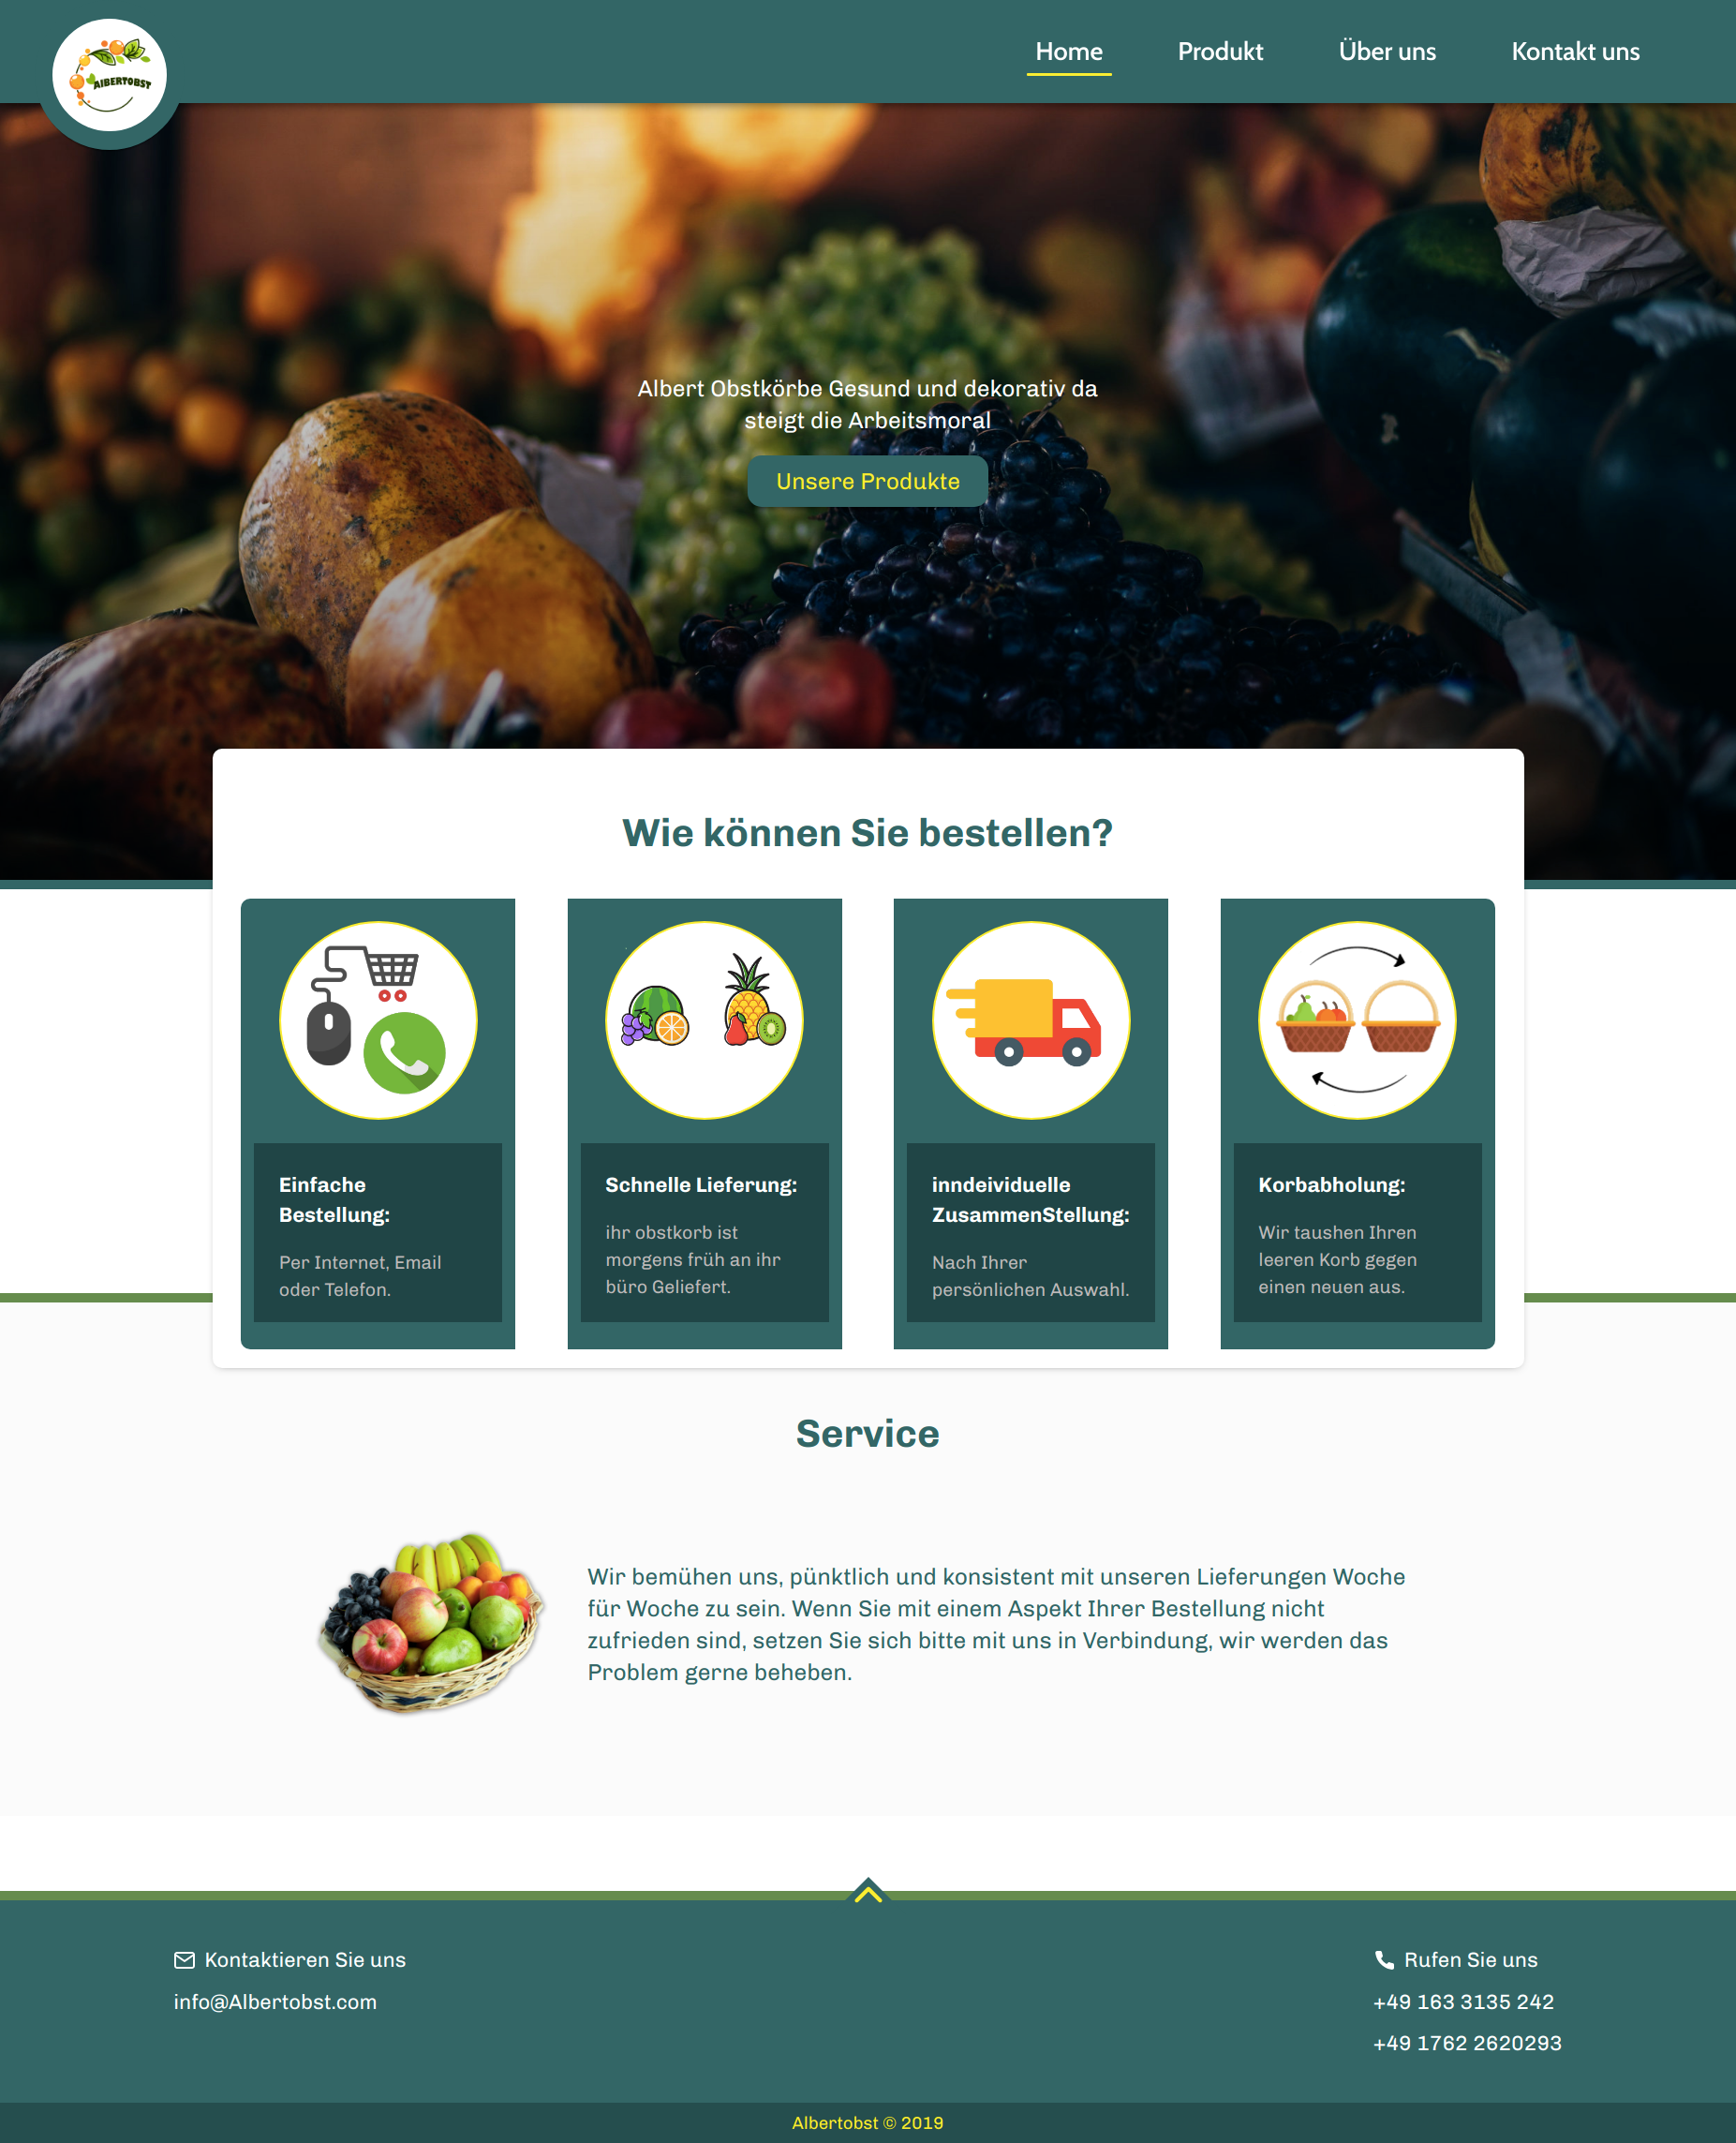 AlBERTOBST
Home
Produkt
Über uns
Kontakt uns
Albert Obstkörbe Gesund und dekorativ da
steigt die Arbeitsmoral
Unsere Produkte
Wie können Sie bestellen?
Einfache
Bestellung:
Per Internet, Email
oder Telefon.
Schnelle Lieferung:
ihr obstkorb ist
morgens früh an ihr
büro Geliefert.
inndeividuelle
ZusammenStellung:
Nach Ihrer
persönlichen Auswahl.
Korbabholung:
Wir taushen Ihren
leeren Korb gegen
einen neuen aus.
Service
Wir bemühen uns, pünktlich und konsistent mit unseren Lieferungen Woche
für Woche zu sein. Wenn Sie mit einem Aspekt Ihrer Bestellung nicht
zufrieden sind, setzen Sie sich bitte mit uns in Verbindung, wir werden das
Problem gerne beheben.
Kontaktieren Sie uns
info@Albertobst.com
Rufen Sie uns
+49 163 3135 242
+49 1762 2620293
Albertobst © 2019